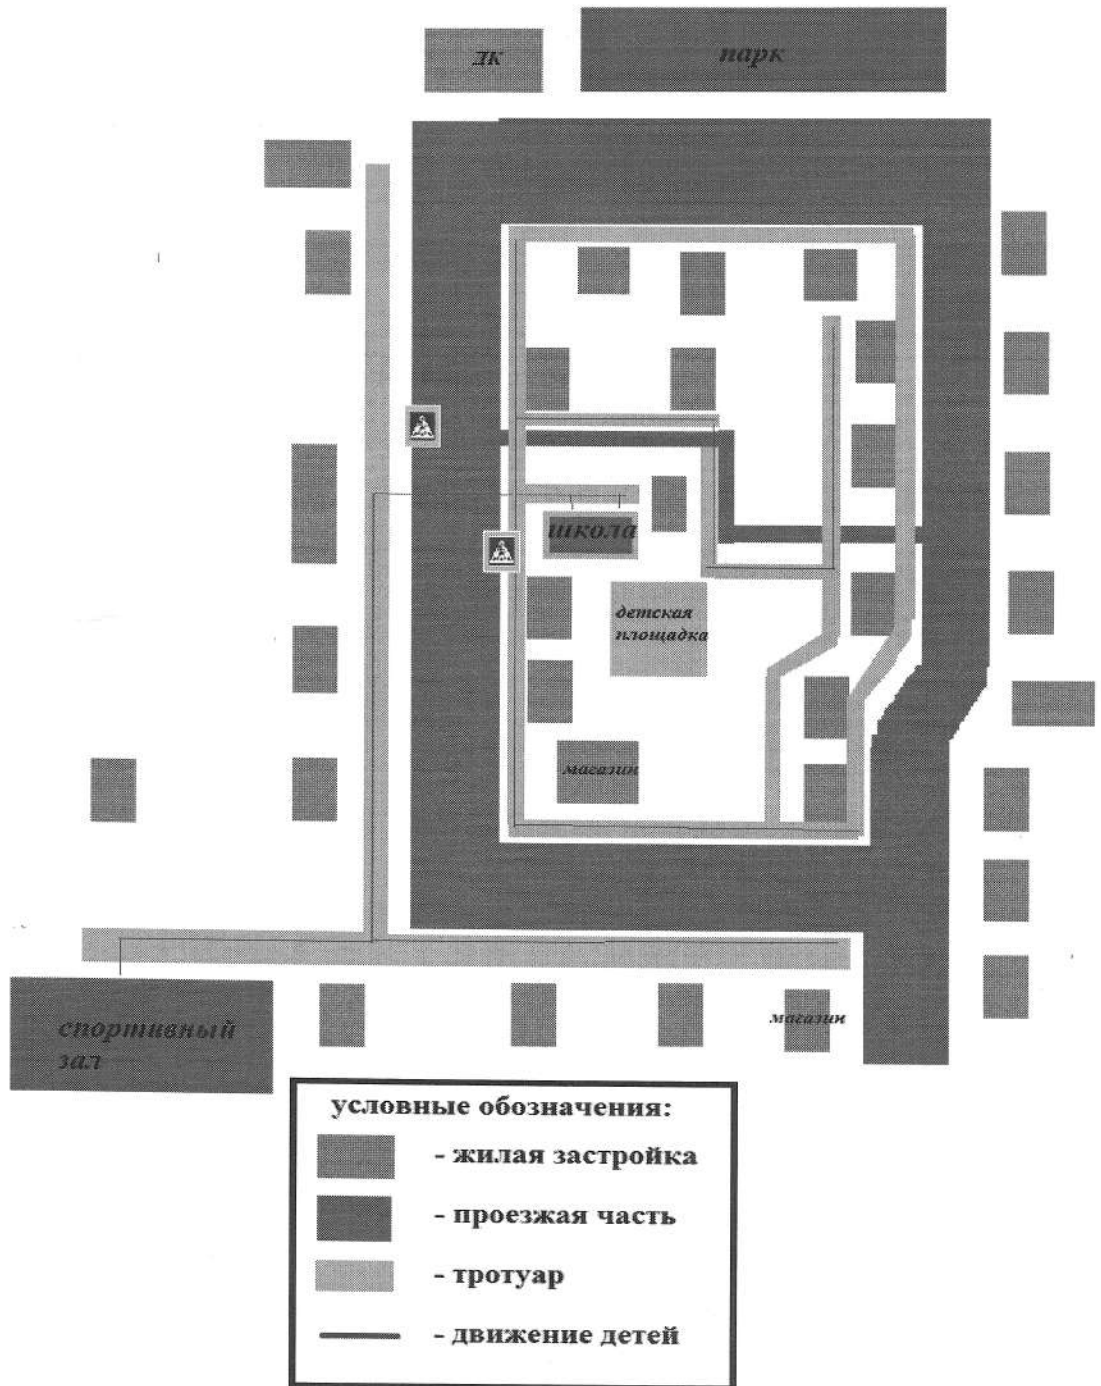 дк
парк
школа
детская
площадка
магазин
магазин
спортивный
зал
условные обозначения:
- жилая застройка
- проезжая часть
- тротуар
- движение детей